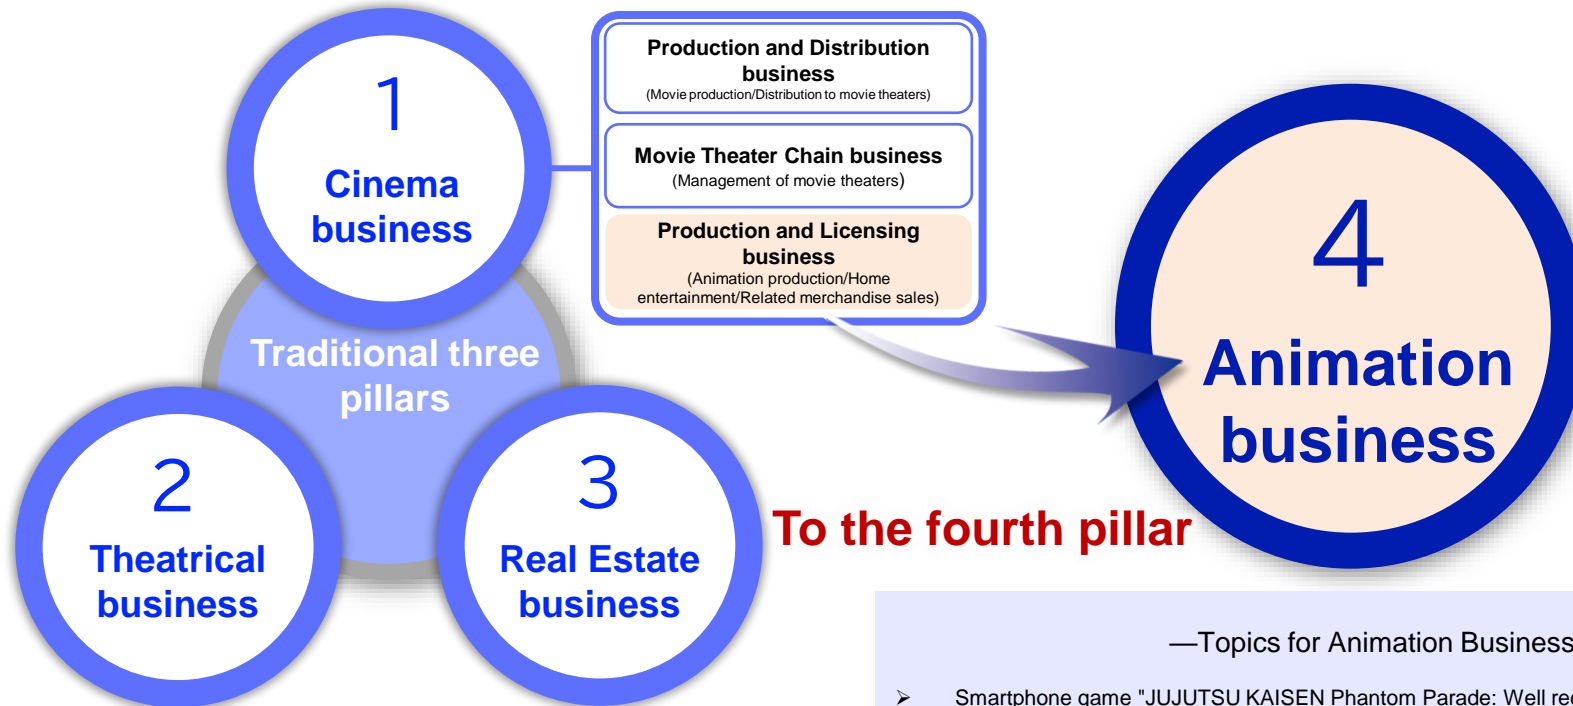 1
Cinema
business
Production and Distribution
business
(Movie production/Distribution to movie theaters)
Movie Theater Chain business
(Management of movie theaters)
Production and Licensing
business
(Animation production/Home
entertainment/Related merchandise sales)
Traditional three
pillars
2
Theatrical
business
3
Real Estate
business
To the fourth pillar
4
Animation
business
—Topics for Animation Business
➢ Smartphone game "JUJUTSU KAISEN Phantom Parade: Well